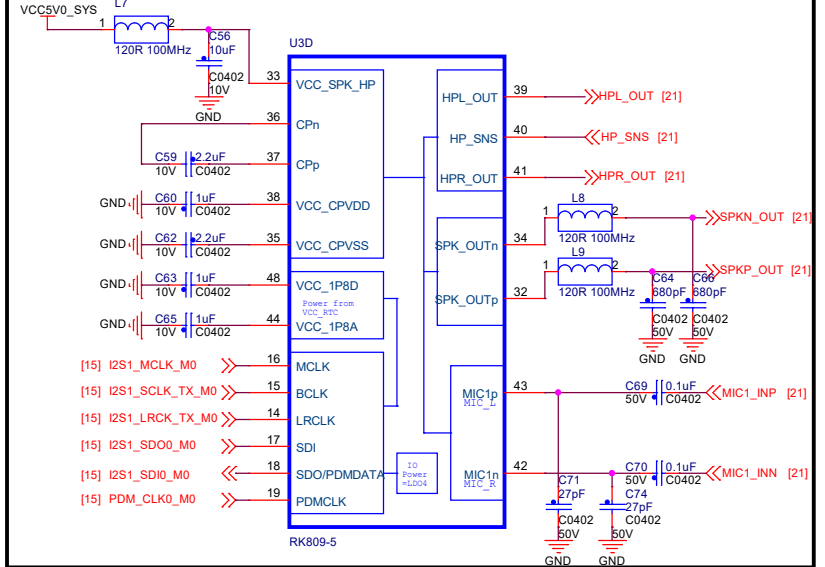 L7
VCC5V0_SYS
1 2
120R 100MHz
C56
10uF
C0402
10V
GND
U3D
33 VCC_SPK_HP
36 CPn
C59 2.2uF 37 CPp
10V C0402
GND C60 1uF 38 VCC_CPVDD
10V C0402
GND C62 2.2uF 35 VCC_CPVSS
10V C0402
GND C63 1uF 48 VCC_1P8D
10V C0402
Power from
VCC_RTC
GND C65 1uF 44 VCC_1P8A
10V C0402
[15] I2S1_MCLK_M0 16 MCLK
[15] I2S1_SCLK_TX_M0 15 BCLK
[15] I2S1_LRCK_TX_M0 14 LRCLK
[15] I2S1_SDO0_M0 17 SDI
[15] I2S1_SDI0_M0 18 SDO/PDMDATA
[15] PDM_CLK0_M0 19 PDMCLK
IO
Power
=LDO4
RK809-5
HPL_OUT 39 HPL_OUT [21]
HP_SNS 40 HP_SNS [21]
HPR_OUT 41 HPR_OUT [21]
L8
SPK_OUTn 34 1 2 SPKN_OUT [21]
120R 100MHz
L9
SPK_OUTp 32 1 2 SPKP_OUT [21]
120R 100MHz
C64 C66
680pF 680pF
C0402 C0402
50V 50V
GND GND
MIC1p 43 C69 0.1uF MIC1_INP [21]
MIC_L 50V C0402
MIC1n 42 C70 0.1uF MIC1_INN [21]
MIC_R 50V C0402
C71
27pF
C0402
50V
GND
C74
27pF
C0402
50V
GND